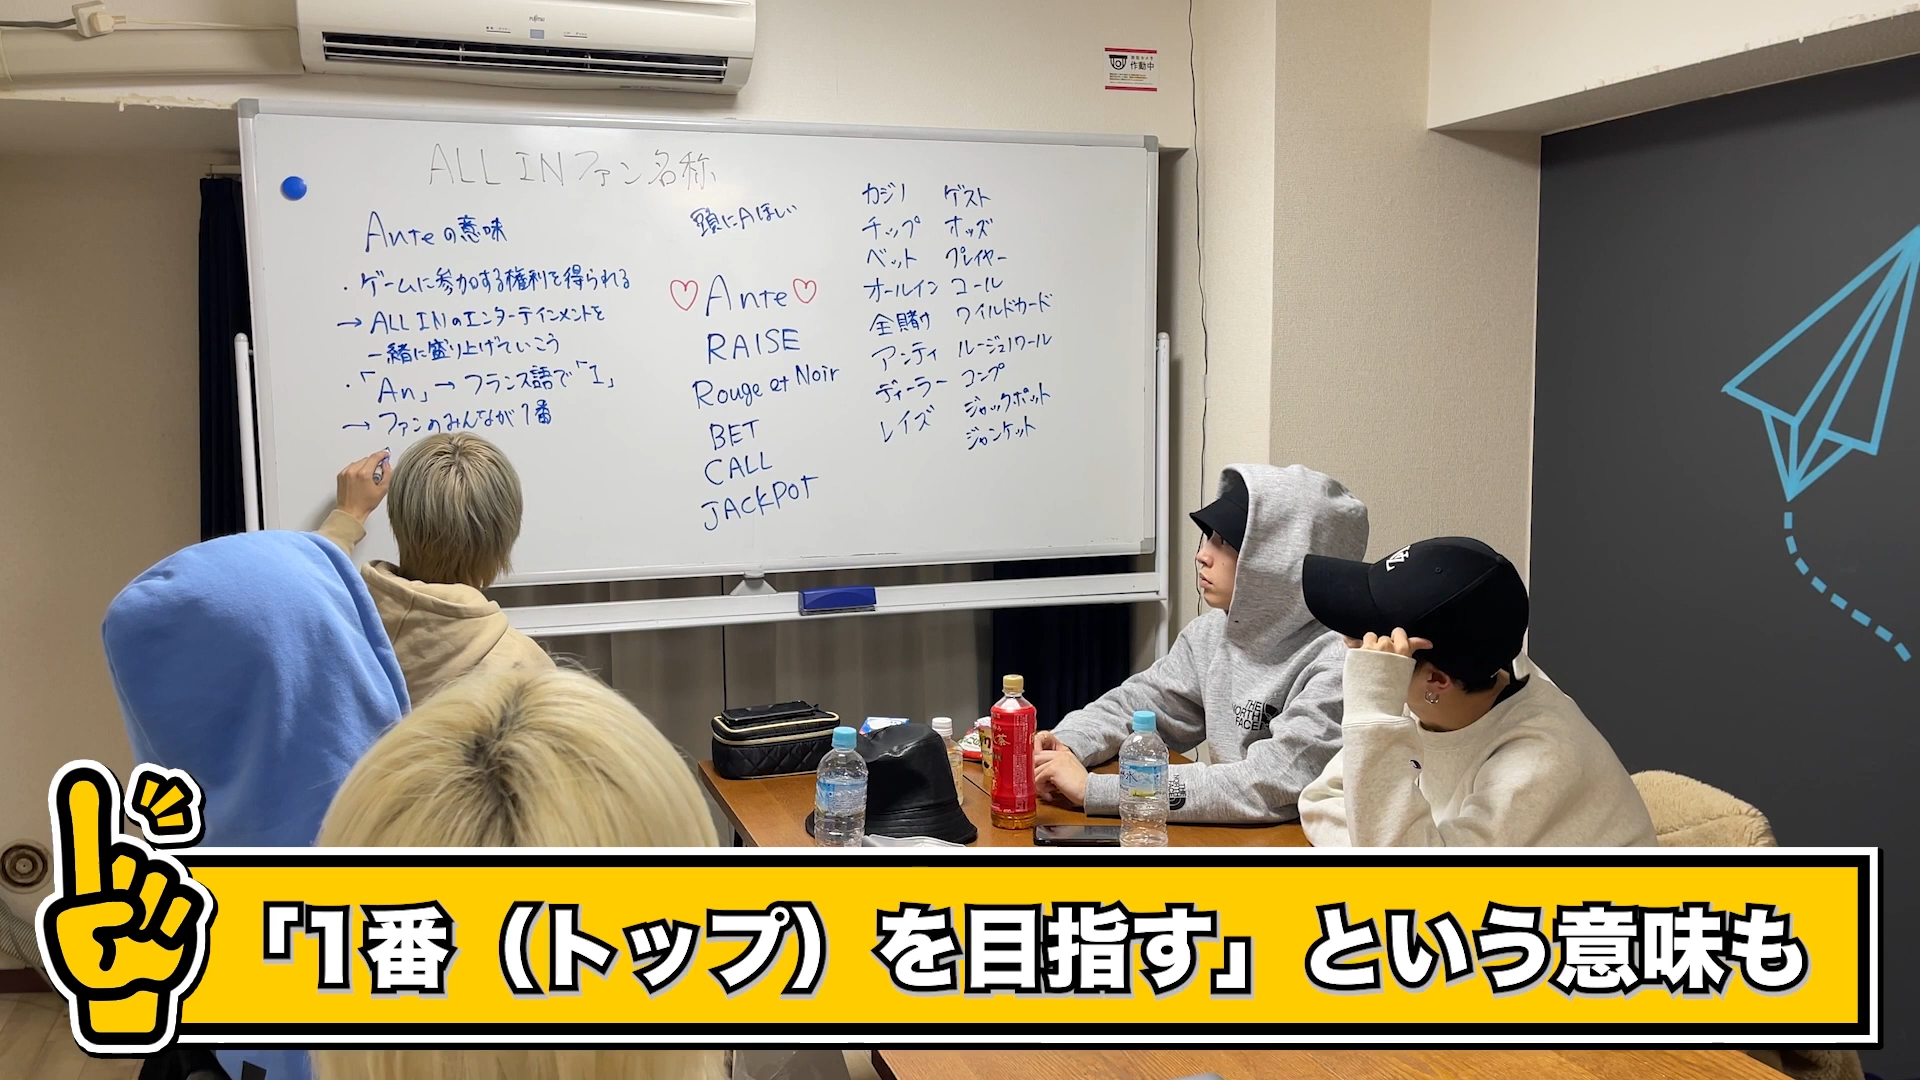 FUJITSU
作動中
ALL IN ファン名称
Anteの意味
・ゲームに参加する権利を得られる
→ALL INのエンターテインメントを
一緒に盛り上げていこう
・「An」→フランス語で「1」
→ファンのみんなが1番
頭にAほしい
♡Ante♡
RAISE
Rouge et Noir
BET
CALL
JACKPOT
カジノ
チップ
ベット
オールイン
全賭け
アンティ
ディーラー
レイズ
ゲスト
オッズ
プレイヤー
コール
ワイルドカード
ルージュノワール
コンプ
ジャックポット
ジャンケット
THE
NORTH
FACE
「1番（トップ）を目指す」という意味も